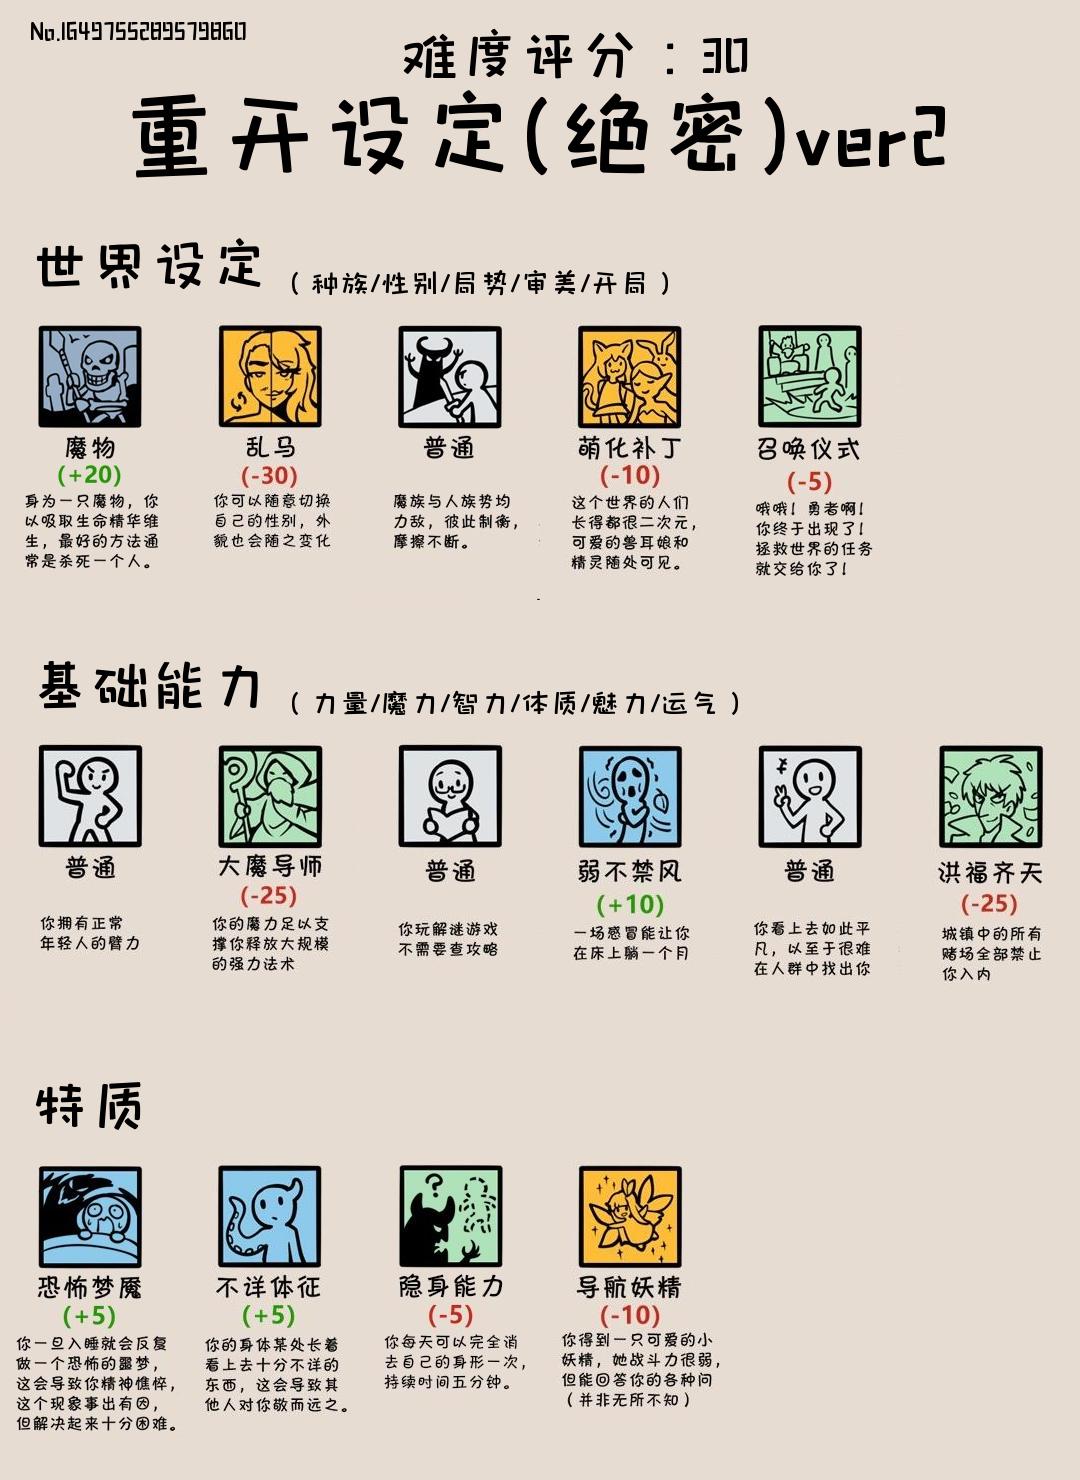 No.1649755289579860
难度评分：30
重开设定(绝密)ver2
世界设定（种族/性别/局势/审美/开局）
魔物
(+20)
身为一只魔物，你
以吸取生命精华维
生，最好的方法通
常是杀死一个人。
乱马
(-30)
你可以随意切换
自己的性别，外
貌也会随之变化
普通
魔族与人族势均
力敌，彼此制衡，
摩擦不断。
萌化补丁
(-10)
这个世界的人们
长得都很二次元，
可爱的兽耳娘和
精灵随处可见。
召唤仪式
(-5)
哦哦！勇者啊！
你终于出现了！
拯救世界的任务
就交给你了！
基础能力（力量/魔力/智力/体质/魅力/运气）
普通
你拥有正常
年轻人的臂力
大魔导师
(-25)
你的魔力足以支
撑你释放大规模
的强力法术
普通
你玩解谜游戏
不需要查攻略
弱不禁风
(+10)
一场感冒能让你
在床上躺一个月
普通
你看上去如此平
凡，以至于很难
在人群中找出你
洪福齐天
(-25)
城镇中的所有
赌场全部禁止
你入内
特质
恐怖梦魇
(+5)
你一旦入睡就会反复
做一个恐怖的噩梦，
这会导致你精神憔悴，
这个现象事出有因，
但解决起来十分困难。
不详体征
(+5)
你的身体某处长着
看上去十分不详的
东西，这会导致其
他人对你敬而远之。
?
隐身能力
(-5)
你每天可以完全消
去自己的身形一次，
持续时间五分钟。
导航妖精
(-10)
你得到一只可爱的小
妖精，她战斗力很弱，
但能回答你的各种问
（并非无所不知）